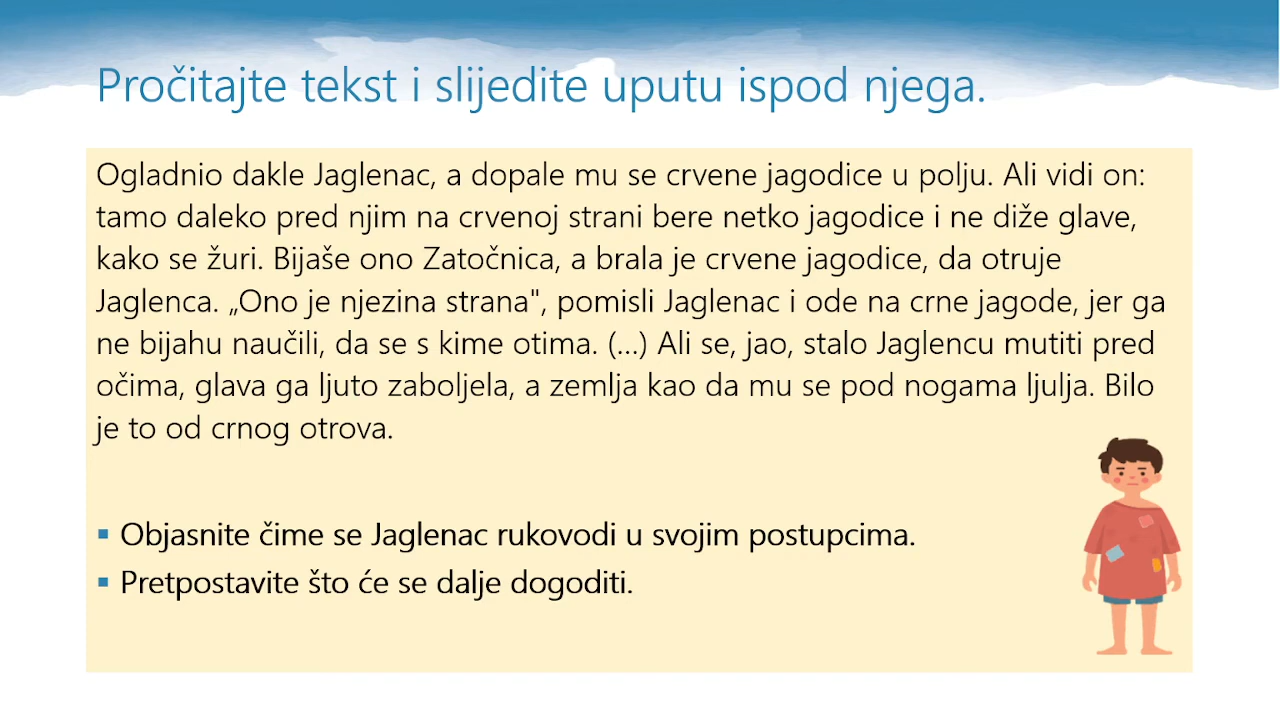 Pročitajte tekst i slijedite uputu ispod njega.
Ogladnio dakle Jaglenac, a dopale mu se crvene jagodice u polju. Ali vidi on:
tamo daleko pred njim na crvenoj strani bere netko jagodice i ne diže glave,
kako se žuri. Bijaše ono Zatočnica, a brala je crvene jagodice, da otruje
Jaglenca. „Ono je njezina strana", pomisli Jaglenac i ode na crne jagode, jer ga
ne bijahu naučili, da se s kime otima. (...) Ali se, jao, stalo Jaglencu mutiti pred
očima, glava ga ljuto zaboljela, a zemlja kao da mu se pod nogama ljulja. Bilo
je to od crnog otrova.
▪ Objasnite čime se Jaglenac rukovodi u svojim postupcima.
▪ Pretpostavite što će se dalje dogoditi.